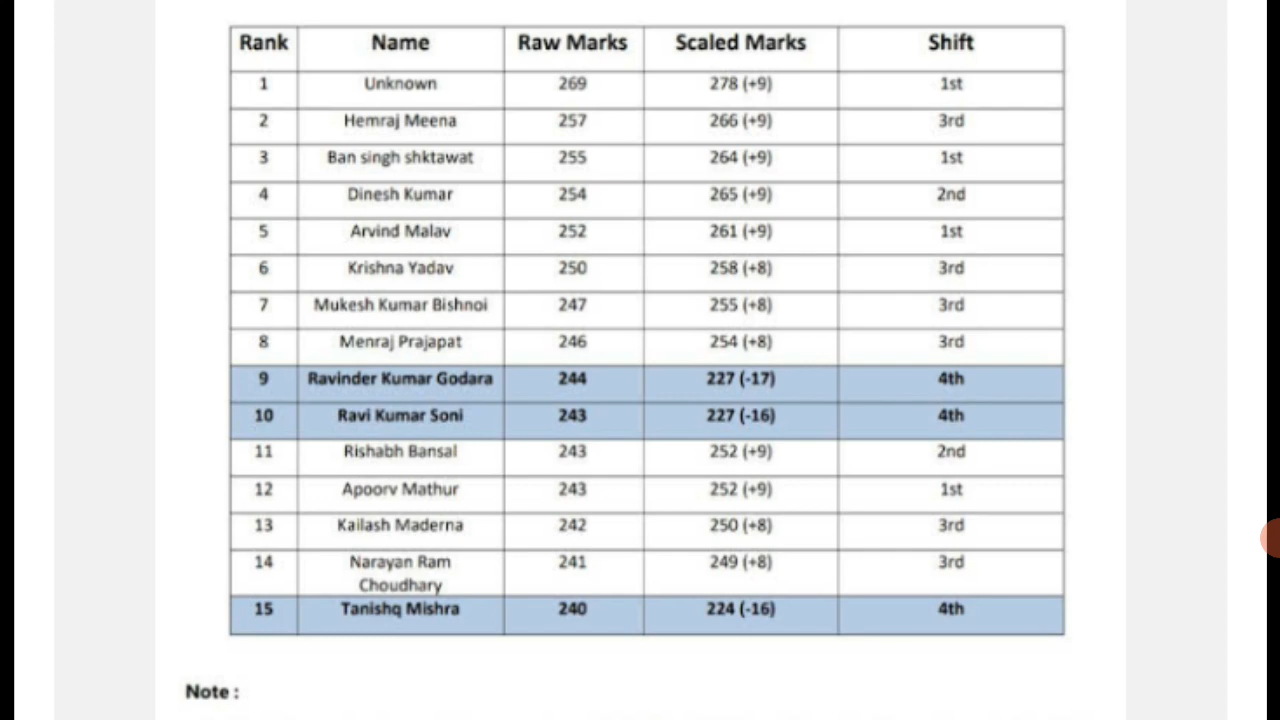 Rank Name Raw Marks Scaled Marks Shift
1 Unknown 269 278 (+9) 1st
2 Hemraj Meena 257 266 (+9) 3rd
3 Ban singh shktawat 255 264 (+9) 1st
4 Dinesh Kumar 254 265 (+9) 2nd
5 Arvind Malav 252 261 (+9) 1st
6 Krishna Yadav 250 258 (+8) 3rd
7 Mukesh Kumar Bishnoi 247 255 (+8) 3rd
8 Menraj Prajapat 246 254 (+8) 3rd
9 Ravinder Kumar Godara 244 227 (-17) 4th
10 Ravi Kumar Soni 243 227 (-16) 4th
11 Rishabh Bansal 243 252 (+9) 2nd
12 Apoorv Mathur 243 252 (+9) 1st
13 Kailash Maderna 242 250 (+8) 3rd
14 Narayan Ram 241 249 (+8) 3rd
Choudhary
15 Tanishq Mishra 240 224 (-16) 4th
Note :